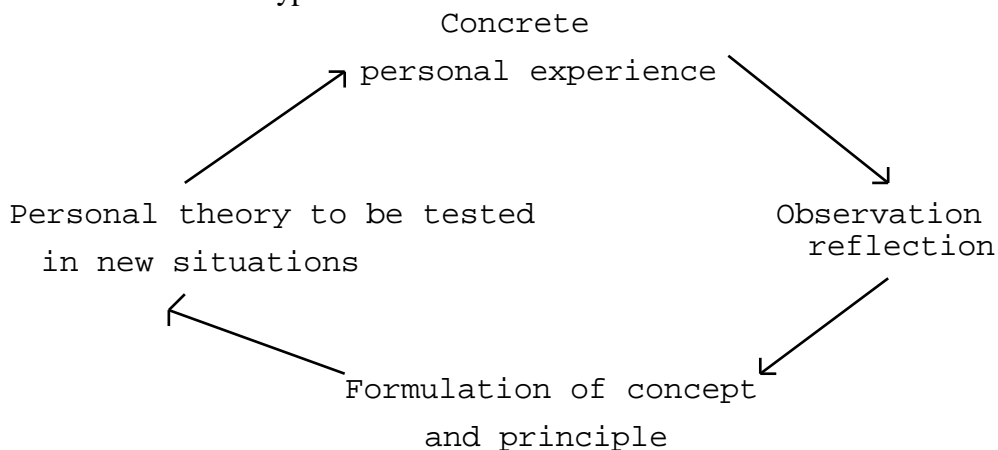 Concrete
personal experience
Personal theory to be tested
in new situations
Observation
reflection
Formulation of concept
and principle